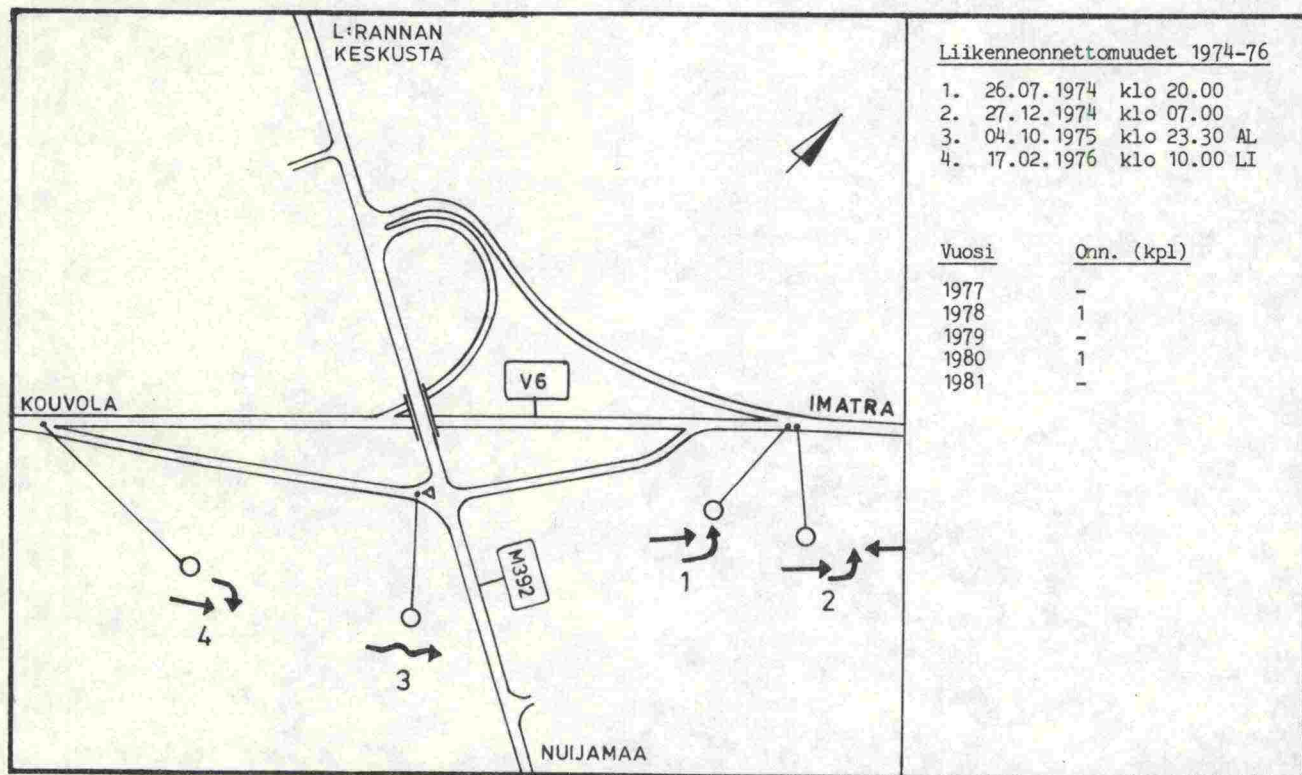 L:RANNAN
KESKUSTA
KOUVOLA
V6
IMATRA
M392
NUIJAMAA
1
2
3
4
Liikenneonnettomuudet 1974-76
1. 26.07.1974 klo 20.00
2. 27.12.1974 klo 07.00
3. 04.10.1975 klo 23.30 AL
4. 17.02.1976 klo 10.00 LI
Vuosi Onn. (kpl)
1977 -
1978 1
1979 -
1980 1
1981 -